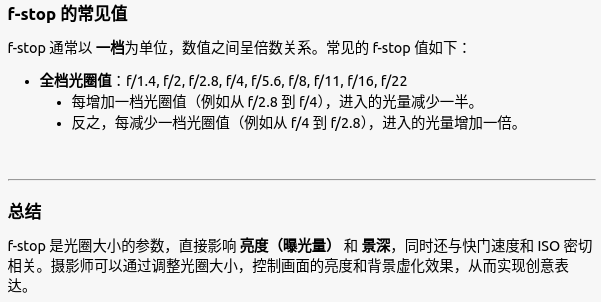 f-stop 的常见值
f-stop 通常以 一档为单位，数值之间呈倍数关系。常见的 f-stop 值如下：
• 全档光圈值：f/1.4, f/2, f/2.8, f/4, f/5.6, f/8, f/11, f/16, f/22
• 每增加一档光圈值（例如从 f/2.8 到 f/4），进入的光量减少一半。
• 反之，每减少一档光圈值（例如从 f/4 到 f/2.8），进入的光量增加一倍。
总结
f-stop 是光圈大小的参数，直接影响 亮度（曝光量） 和 景深，同时还与快门速度和 ISO 密切
相关。摄影师可以通过调整光圈大小，控制画面的亮度和背景虚化效果，从而实现创意表
达。